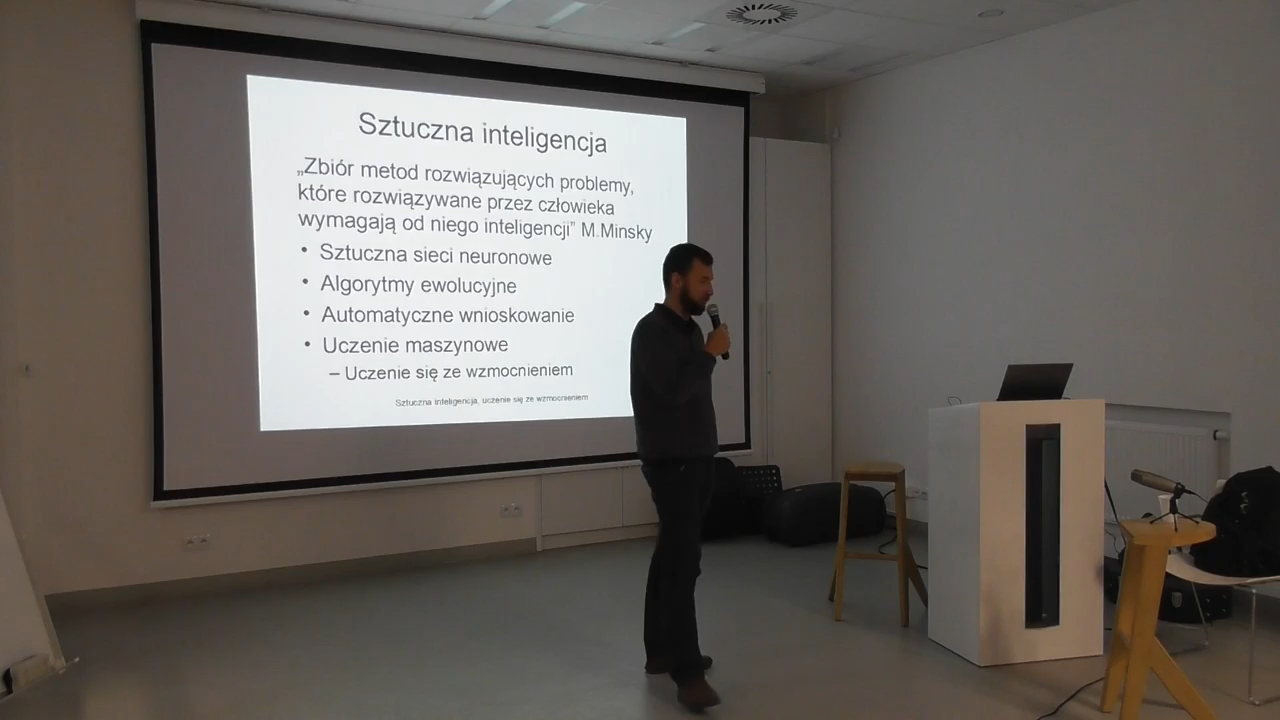 Sztuczna inteligencja
„Zbiór metod rozwiązujących problemy,
które rozwiązywane przez człowieka
wymagają od niego inteligencji” M.Minsky
• Sztuczna sieci neuronowe
• Algorytmy ewolucyjne
• Automatyczne wnioskowanie
• Uczenie maszynowe
– Uczenie się ze wzmocnieniem
Sztuczna inteligencja, uczenie się ze wzmocnieniem